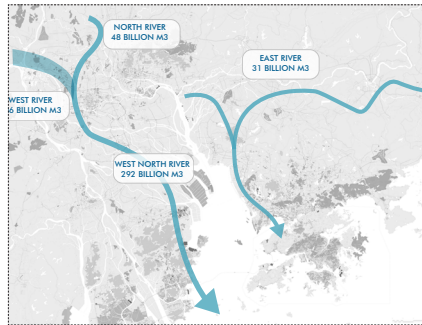 NORTH RIVER
48 BILLION M3
EAST RIVER
31 BILLION M3
WEST RIVER
6 BILLION M3
WEST NORTH RIVER
292 BILLION M3